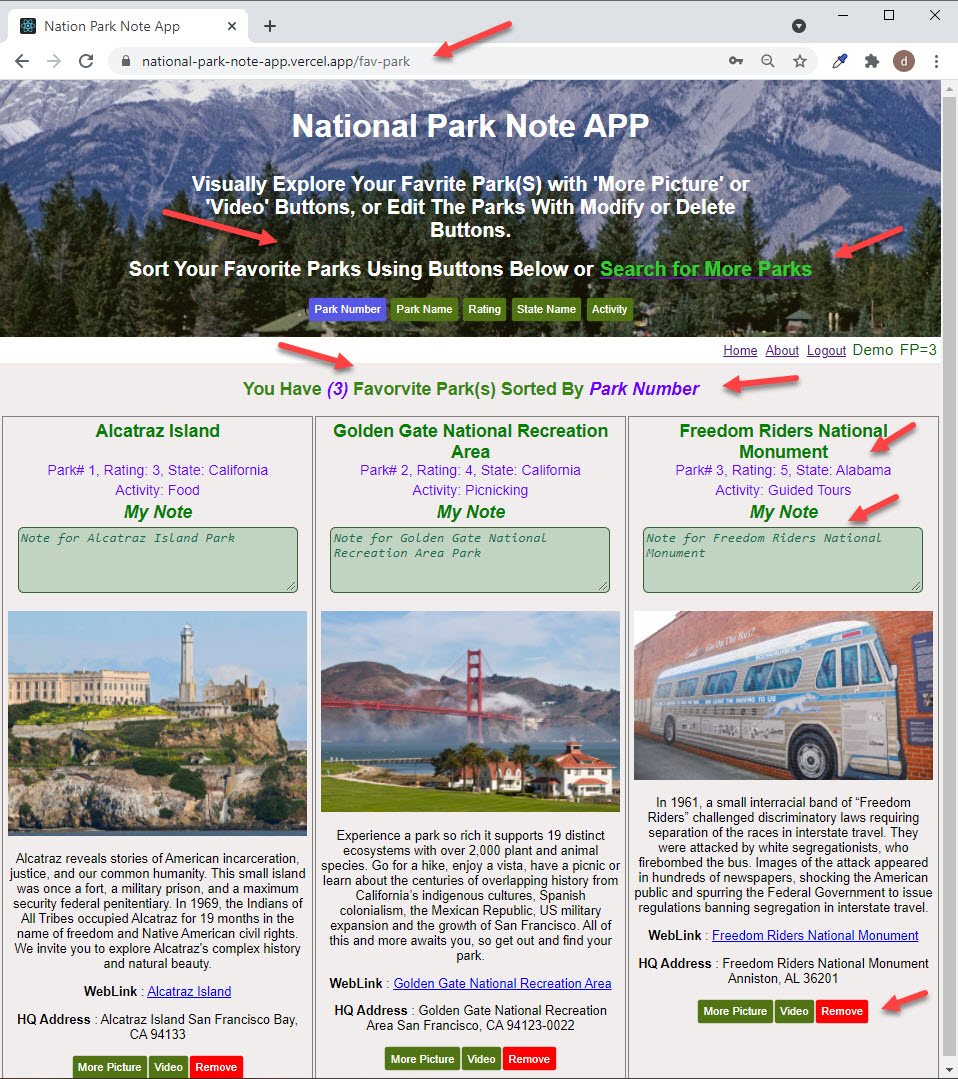 Nation Park Note App
national-park-note-app.vercel.app/fav-park
d
National Park Note APP
Visually Explore Your Favrite Park(S) with 'More Picture' or
'Video' Buttons, or Edit The Parks With Modify or Delete
Buttons.
Sort Your Favorite Parks Using Buttons Below or Search for More Parks
Park Number Park Name Rating State Name Activity
Home About Logout Demo FP=3
You Have (3) Favorvite Park(s) Sorted By Park Number
Alcatraz Island
Park# 1, Rating: 3, State: California
Activity: Food
My Note
Note for Alcatraz Island Park
Alcatraz reveals stories of American incarceration,
justice, and our common humanity. This small island
was once a fort, a military prison, and a maximum
security federal penitentiary. In 1969, the Indians of
All Tribes occupied Alcatraz for 19 months in the
name of freedom and Native American civil rights.
We invite you to explore Alcatraz’s complex history
and natural beauty.
WebLink : Alcatraz Island
HQ Address : Alcatraz Island San Francisco Bay,
CA 94133
More Picture Video Remove
Golden Gate National Recreation
Area
Park# 2, Rating: 4, State: California
Activity: Picnicking
My Note
Note for Golden Gate National
Recreation Area Park
Experience a park so rich it supports 19 distinct
ecosystems with over 2,000 plant and animal
species. Go for a hike, enjoy a vista, have a picnic or
learn about the centuries of overlapping history from
California’s indigenous cultures, Spanish
colonialism, the Mexican Republic, US military
expansion and the growth of San Francisco. All of
this and more awaits you, so get out and find your
park.
WebLink : Golden Gate National Recreation Area
HQ Address : Golden Gate National Recreation
Area San Francisco, CA 94123-0022
More Picture Video Remove
Freedom Riders National
Monument
Park# 3, Rating: 5, State: Alabama
Activity: Guided Tours
My Note
Note for Freedom Riders National
Monument
In 1961, a small interracial band of “Freedom
Riders” challenged discriminatory laws requiring
separation of the races in interstate travel. They
were attacked by white segregationists, who
firebombed the bus. Images of the attack appeared
in hundreds of newspapers, shocking the American
public and spurring the Federal Government to issue
regulations banning segregation in interstate travel.
WebLink : Freedom Riders National Monument
HQ Address : Freedom Riders National Monument
Anniston, AL 36201
More Picture Video Remove